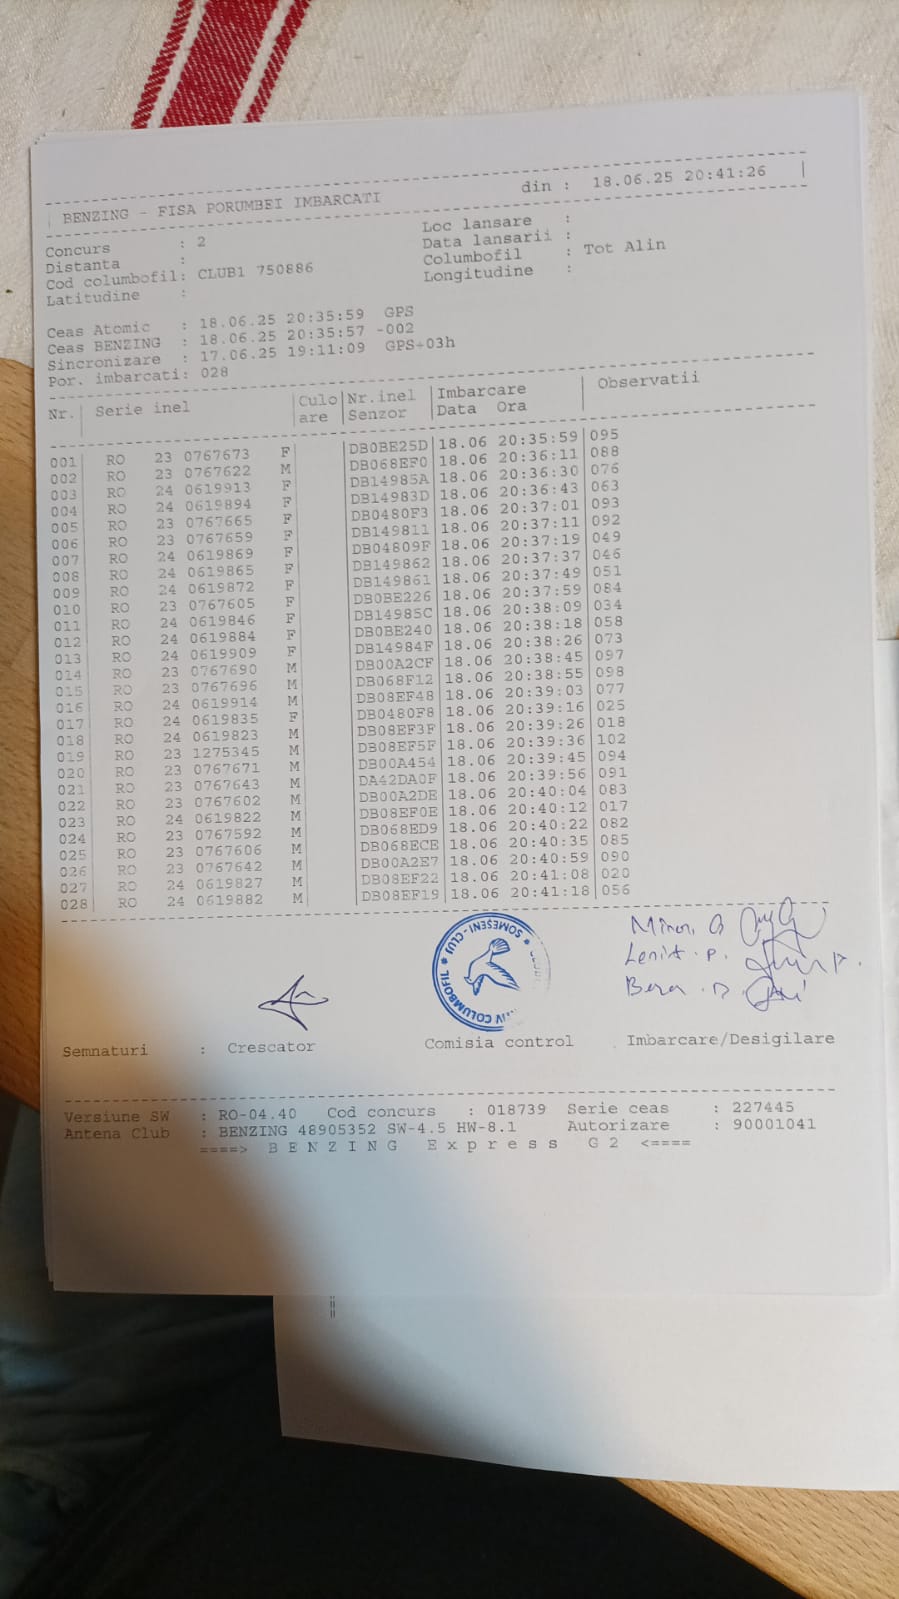 BENZING - FISA PORUMBEI IMBARCATI din : 18.06.25 20:41:26
Concurs : 2 Loc lansare :
Distanta : Data lansarii :
Cod columbofil: CLUB1 750886 Columbofil : Tot Alin
Latitudine : Longitudine :
Ceas Atomic : 18.06.25 20:35:59 GPS
Ceas BENZING : 18.06.25 20:35:57 -002
Sincronizare : 17.06.25 19:11:09 GPS+03h
Por. imbarcati: 028
Nr. Serie inel Culo Nr.inel Imbarcare Observatii
are Senzor Data Ora
001 RO 23 0767673 F DB0BE25D 18.06 20:35:59 095
002 RO 23 0767622 M DB068EF0 18.06 20:36:11 088
003 RO 24 0619913 F DB14985A 18.06 20:36:30 076
004 RO 24 0619894 F DB14983D 18.06 20:36:43 063
005 RO 23 0767665 F DB0480F3 18.06 20:37:01 093
006 RO 23 0767659 F DB149811 18.06 20:37:11 092
007 RO 24 0619869 F DB04809F 18.06 20:37:19 049
008 RO 24 0619865 F DB149862 18.06 20:37:37 046
009 RO 24 0619872 F DB149861 18.06 20:37:49 051
010 RO 23 0767605 F DB0BE226 18.06 20:37:59 084
011 RO 24 0619846 F DB14985C 18.06 20:38:09 034
012 RO 24 0619884 F DB0BE240 18.06 20:38:18 058
013 RO 24 0619909 F DB14984F 18.06 20:38:26 073
014 RO 23 0767690 M DB00A2CF 18.06 20:38:45 097
015 RO 23 0767696 M DB068F12 18.06 20:38:55 098
016 RO 24 0619914 M DB08EF48 18.06 20:39:03 077
017 RO 24 0619835 F DB0480F8 18.06 20:39:16 025
018 RO 24 0619823 M DB08EF3F 18.06 20:39:26 018
019 RO 23 1275345 M DB08EF5F 18.06 20:39:36 102
020 RO 23 0767671 M DB00A454 18.06 20:39:45 094
021 RO 23 0767643 M DA42DA0F 18.06 20:39:56 091
022 RO 23 0767602 M DB00A2DE 18.06 20:40:04 083
023 RO 24 0619822 M DB08EF0E 18.06 20:40:12 017
024 RO 23 0767592 M DB068ED9 18.06 20:40:22 082
025 RO 23 0767606 M DB068ECE 18.06 20:40:35 085
026 RO 23 0767642 M DB00A2E7 18.06 20:40:59 090
027 RO 24 0619827 M DB08EF22 18.06 20:41:08 020
028 RO 24 0619882 M DB08EF19 18.06 20:41:18 056
COLUMBOFIL * SOMEŞENI - CLUJ *
Semnaturi : Crescator Comisia control Imbarcare/Desigilare
Versiune SW : RO-04.40 Cod concurs : 018739 Serie ceas : 227445
Antena Club : BENZING 48905352 SW-4.5 HW-8.1 Autorizare : 90001041
====> B E N Z I N G E x p r e s s G 2 <====